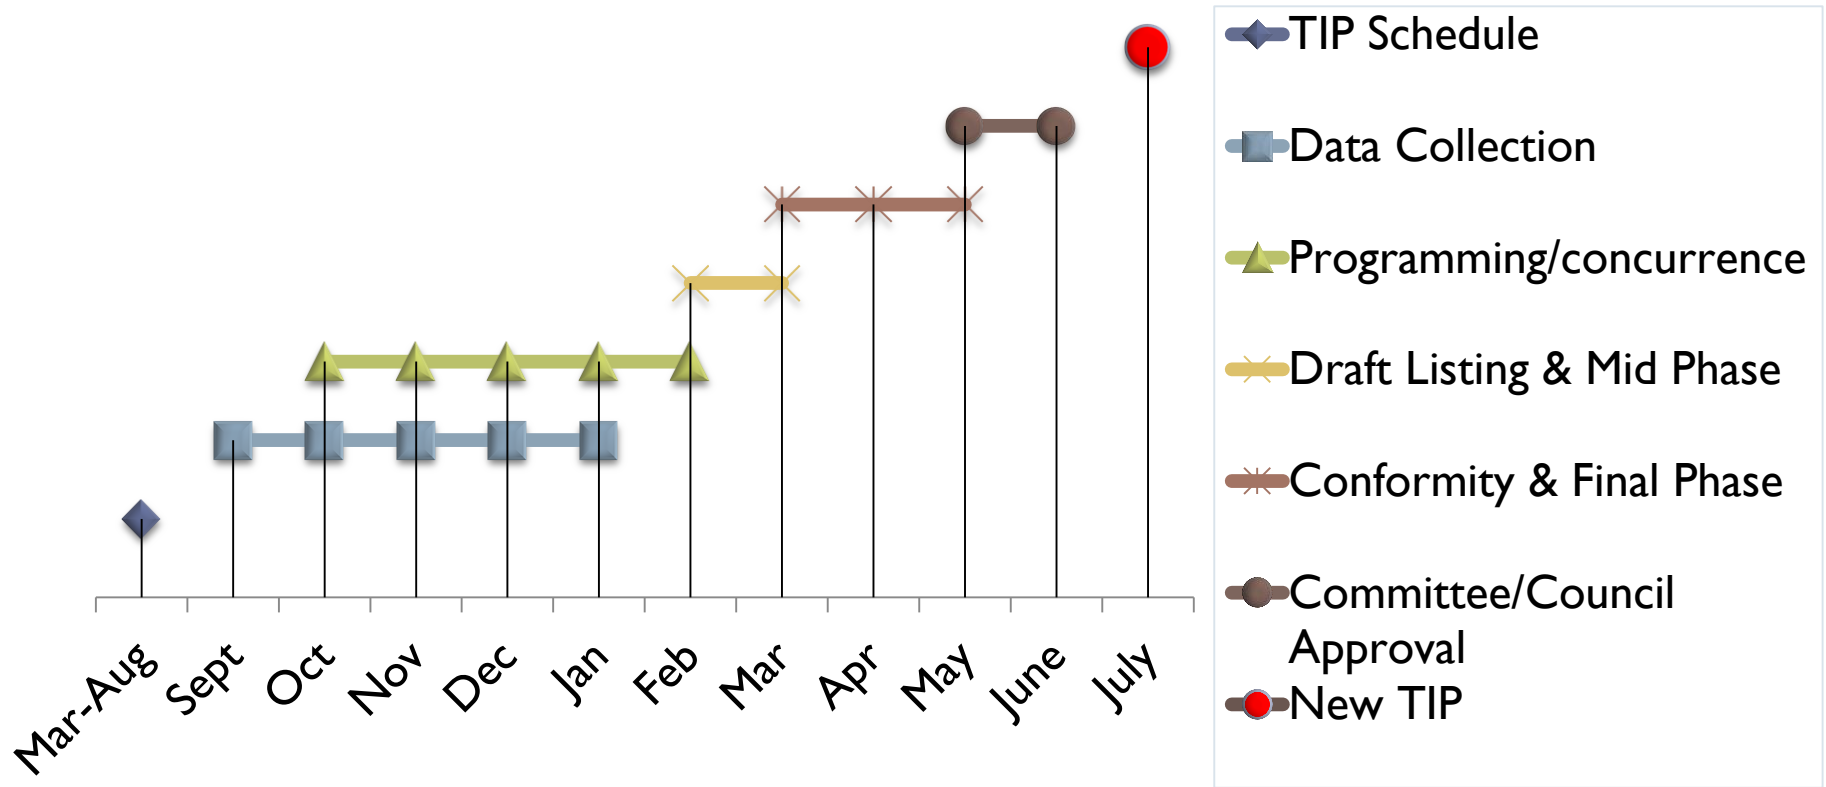 TIP Schedule
Data Collection
Programming/concurrence
Draft Listing & Mid Phase
Conformity & Final Phase
Committee/Council
Approval
New TIP
Mar-Aug
Sept
Oct
Nov
Dec
Jan
Feb
Mar
Apr
May
June
July